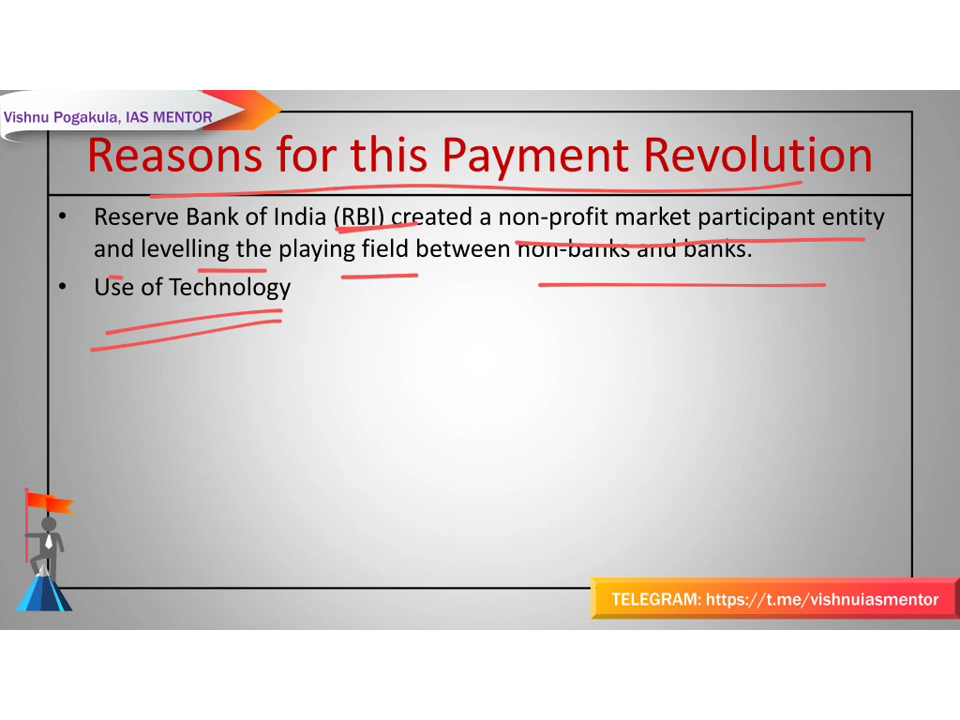 Vishnu Pogakula, IAS MENTOR
Reasons for this Payment Revolution
• Reserve Bank of India (RBI) created a non-profit market participant entity
and levelling the playing field between non-banks and banks.
• Use of Technology
TELEGRAM: https://t.me/vishnuiasmentor